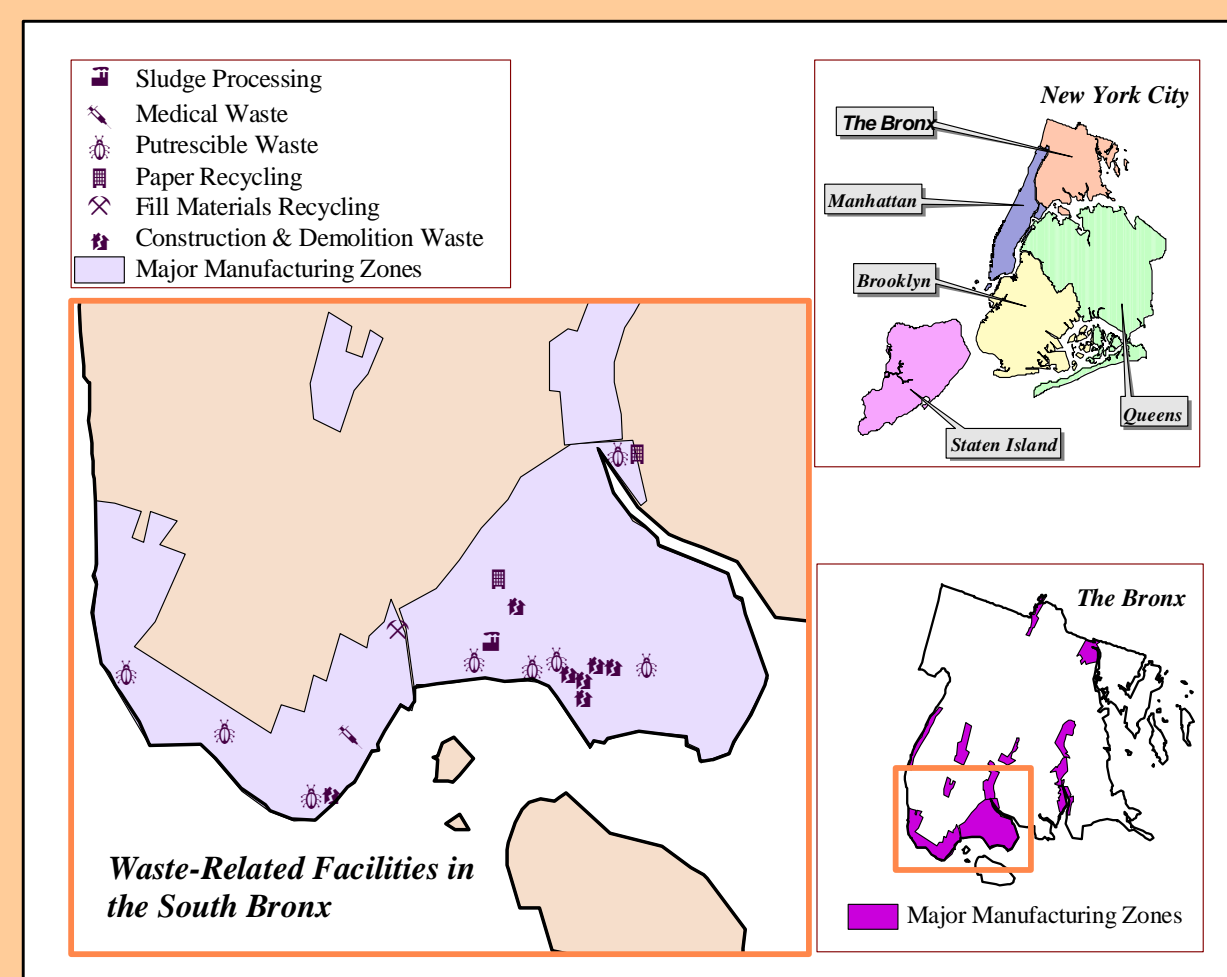 Sludge Processing
Medical Waste
Putrescible Waste
Paper Recycling
Fill Materials Recycling
Construction & Demolition Waste
Major Manufacturing Zones
New York City
The Bronx
Manhattan
Brooklyn
Queens
Staten Island
Waste-Related Facilities in
the South Bronx
The Bronx
Major Manufacturing Zones